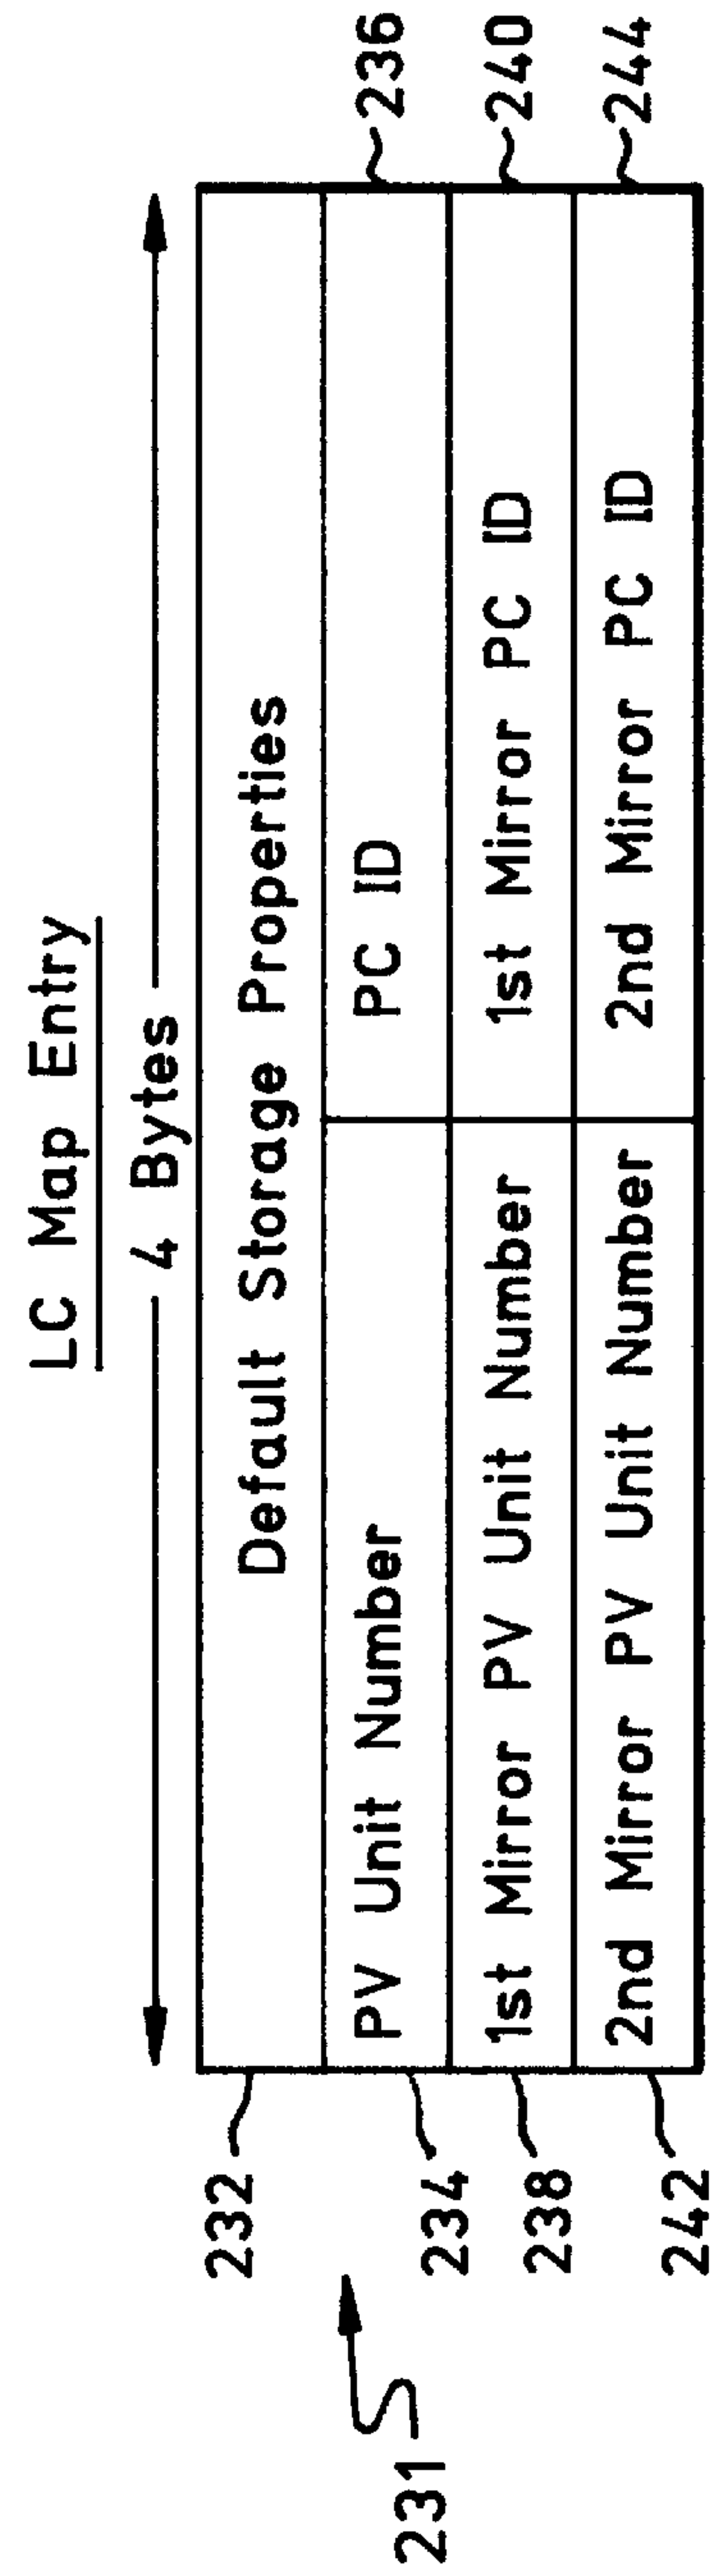 LC Map Entry
4 Bytes
232 Default Storage Properties
234 PV Unit Number PC ID 236
238 1st Mirror PV Unit Number 1st Mirror PC ID 240
242 2nd Mirror PV Unit Number 2nd Mirror PC ID 244
231